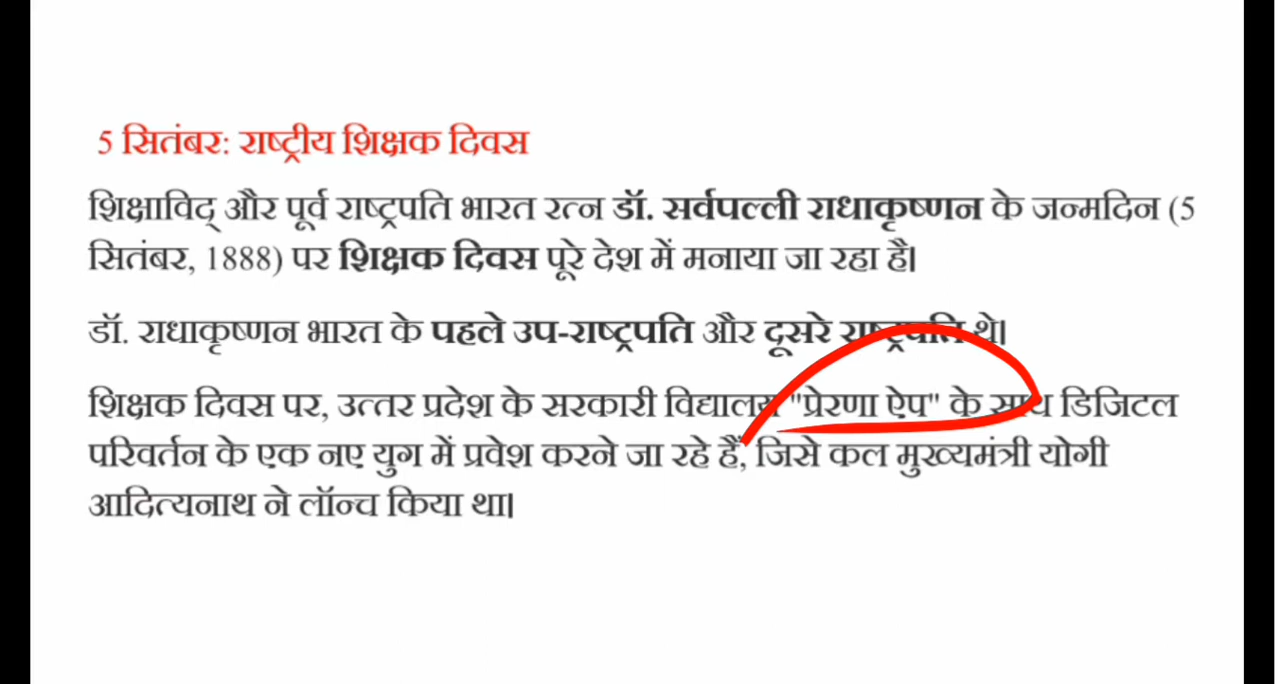 5 सितंबर: राष्ट्रीय शिक्षक दिवस
शिक्षाविद् और पूर्व राष्ट्रपति भारत रत्न डॉ. सर्वपल्ली राधाकृष्णन के जन्मदिन (5
सितंबर, 1888) पर शिक्षक दिवस पूरे देश में मनाया जा रहा है।
डॉ. राधाकृष्णन भारत के पहले उप-राष्ट्रपति और दूसरे राष्ट्रपति थे।
शिक्षक दिवस पर, उत्तर प्रदेश के सरकारी विद्यालय "प्रेरणा ऐप" के साथ डिजिटल
परिवर्तन के एक नए युग में प्रवेश करने जा रहे हैं, जिसे कल मुख्यमंत्री योगी
आदित्यनाथ ने लॉन्च किया था।